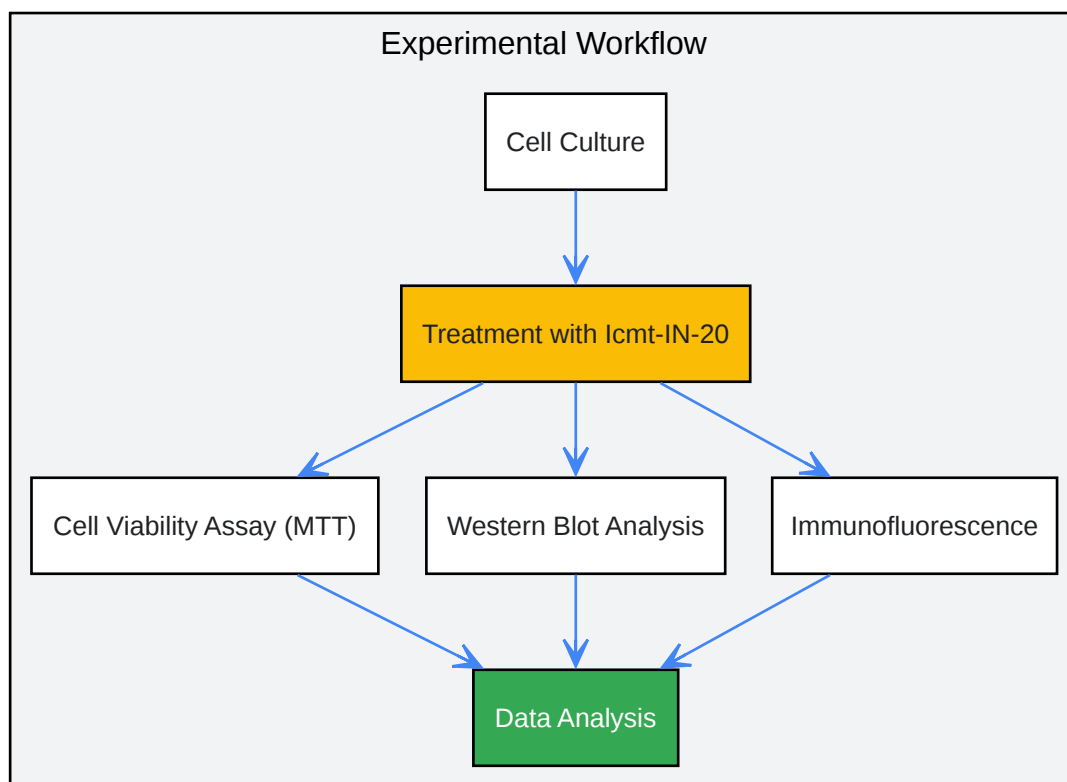 Experimental Workflow
Cell Culture
Treatment with Icmt-IN-20
Cell Viability Assay (MTT)
Western Blot Analysis
Immunofluorescence
Data Analysis